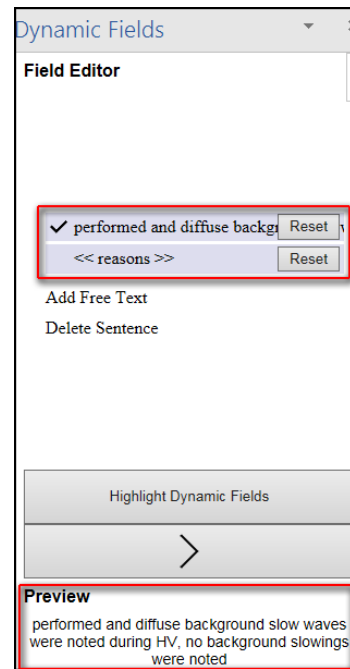 Dynamic Fields
Field Editor
performed and diffuse backgr Reset
<< reasons >> Reset
Add Free Text
Delete Sentence
Highlight Dynamic Fields
Preview
performed and diffuse background slow waves
were noted during HV, no background slowings
were noted